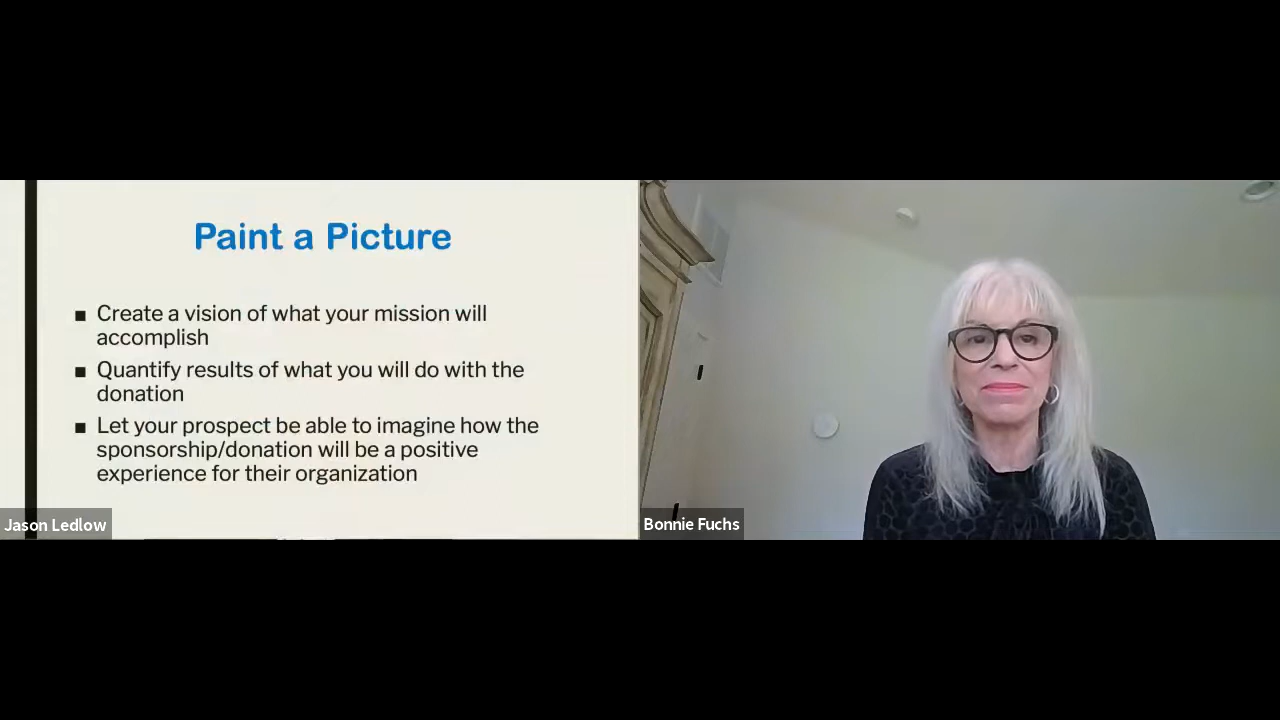 Paint a Picture
■ Create a vision of what your mission will
accomplish
■ Quantify results of what you will do with the
donation
■ Let your prospect be able to imagine how the
sponsorship/donation will be a positive
experience for their organization
Jason Ledlow
Bonnie Fuchs